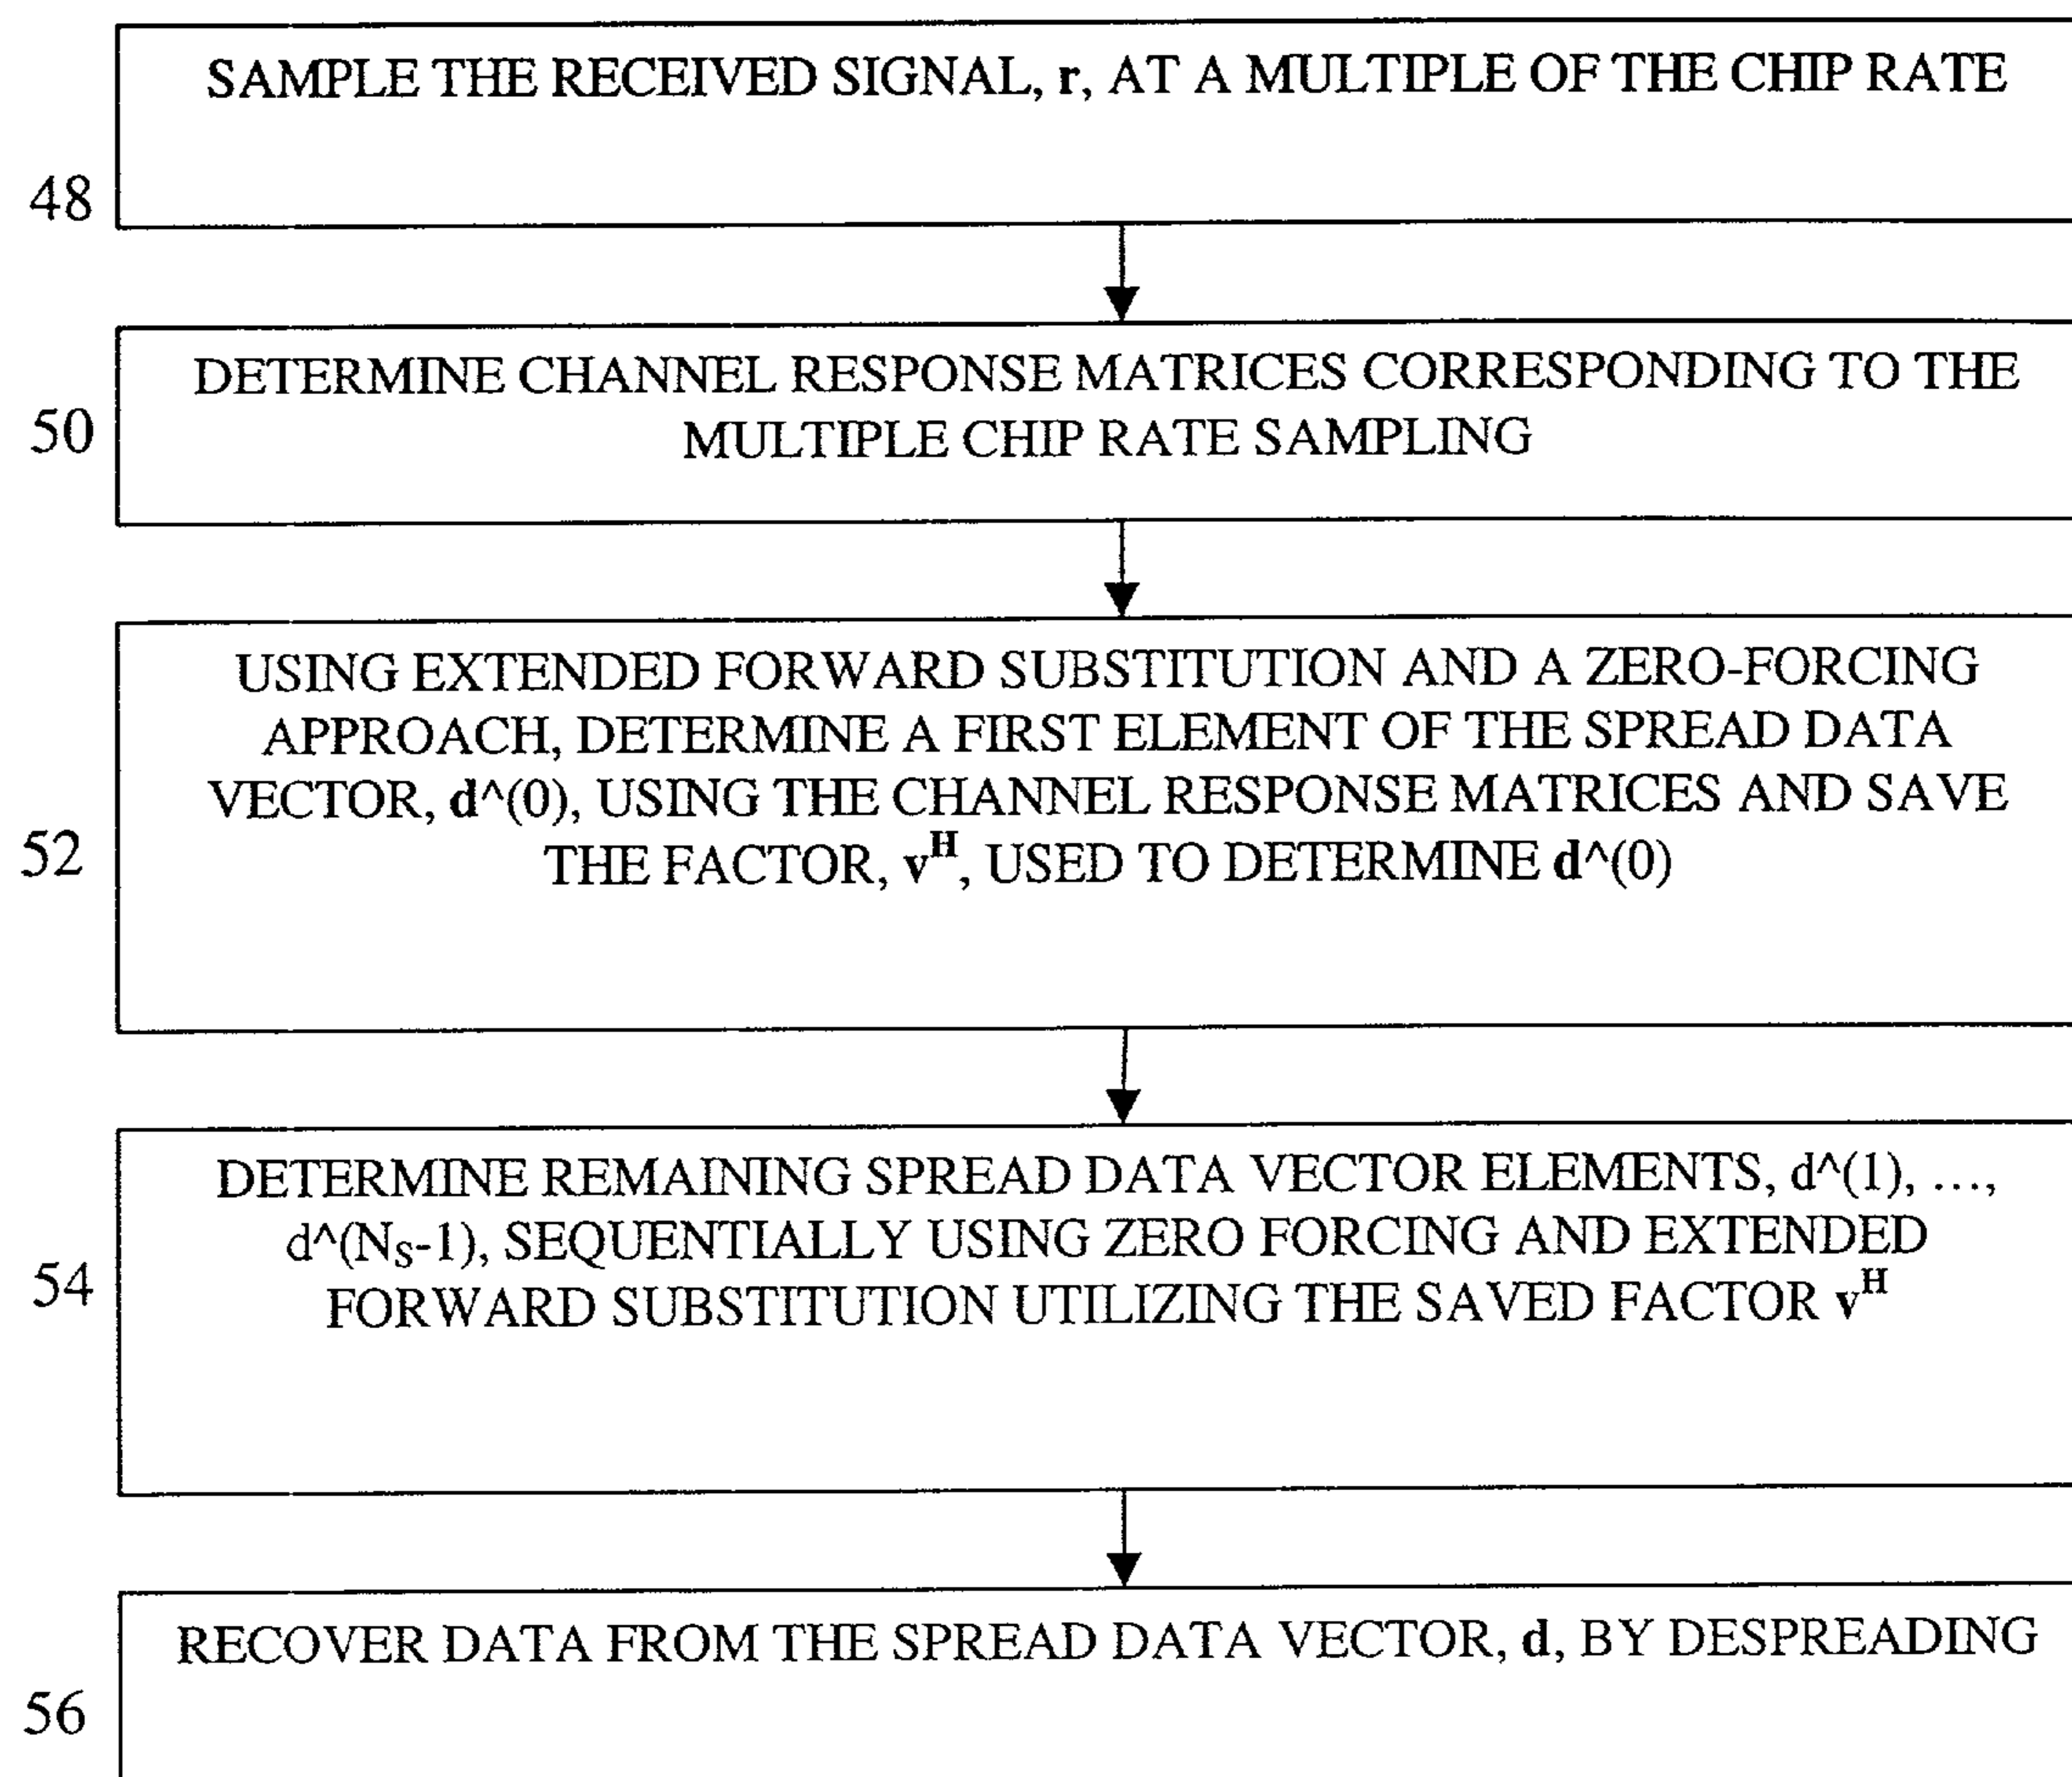 SAMPLE THE RECEIVED SIGNAL, r, AT A MULTIPLE OF THE CHIP RATE
48
DETERMINE CHANNEL RESPONSE MATRICES CORRESPONDING TO THE
MULTIPLE CHIP RATE SAMPLING
50
USING EXTENDED FORWARD SUBSTITUTION AND A ZERO-FORCING
APPROACH, DETERMINE A FIRST ELEMENT OF THE SPREAD DATA
VECTOR, d^(0), USING THE CHANNEL RESPONSE MATRICES AND SAVE
THE FACTOR, v^H, USED TO DETERMINE d^(0)
52
DETERMINE REMAINING SPREAD DATA VECTOR ELEMENTS, d^(1), …,
d^(N_S-1), SEQUENTIALLY USING ZERO FORCING AND EXTENDED
FORWARD SUBSTITUTION UTILIZING THE SAVED FACTOR v^H
54
RECOVER DATA FROM THE SPREAD DATA VECTOR, d, BY DESPREADING
56